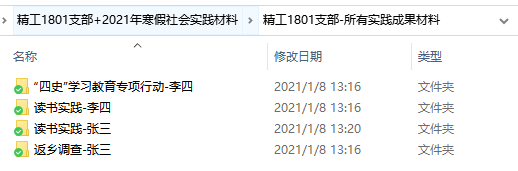 精工1801支部+2021年寒假社会实践材料 > 精工1801支部-所有实践成果材料
名称 修改日期 类型
“四史”学习教育专项行动-李四 2021/1/8 13:16 文件夹
读书实践-李四 2021/1/8 13:16 文件夹
读书实践-张三 2021/1/8 13:20 文件夹
返乡调查-张三 2021/1/8 13:16 文件夹